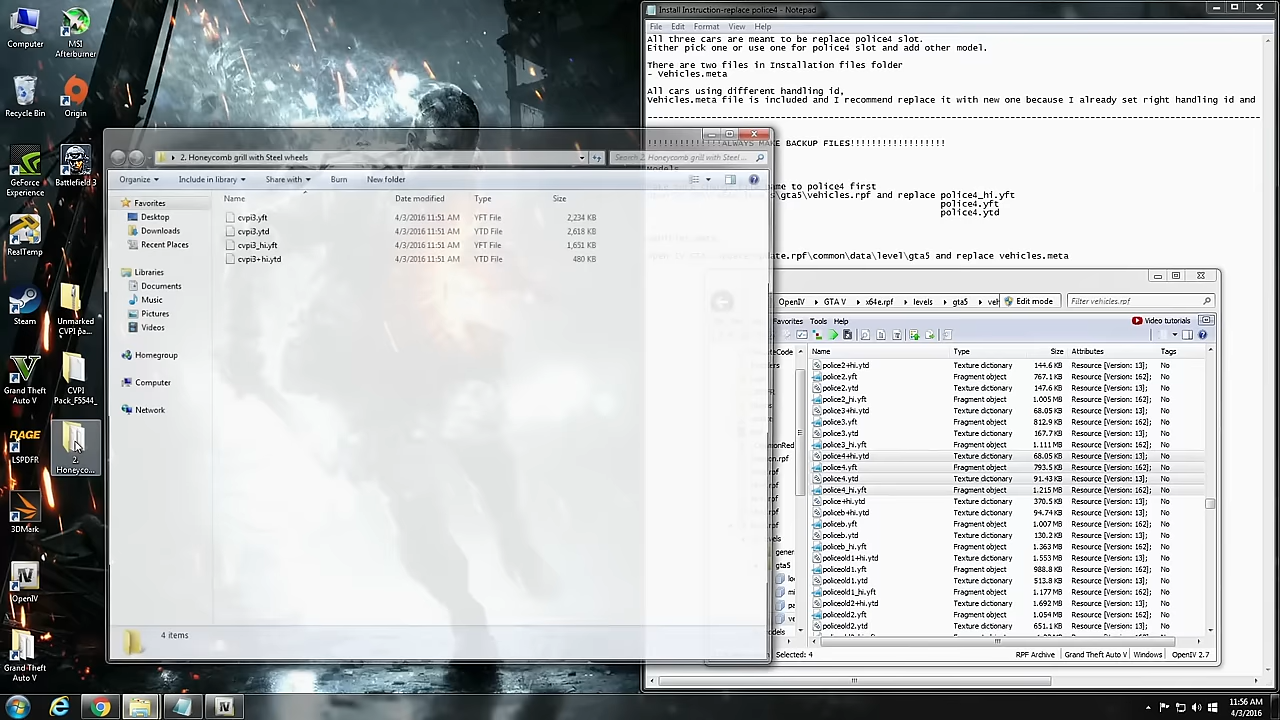 Computer
MSI
Afterburner
Recycle Bin
Origin
GeForce
Experience
Battlefield 3
RealTemp
Steam
Unmarked
Grand Theft
Auto V
CVPI
Pack_F5544_...
LSPDFR
2.
Honeyco...
3DMark
OpenIV
Grand Theft
Auto V
Install Instruction-replace police4 - Notepad
File Edit Format View Help
All three cars are meant to be replace police4 slot.
Either pick one or use one for police4 slot and add other model.
There are two files in Installation files folder
- Vehicles.meta
All cars using different handling id,
Vehicles.meta file is included and I recommend replace it with new one because I already set right handling id and
!!!!!!!!!!!!!!ALWAYS MAKE BACKUP FILES!!!!!!!!!!!!!!!!!!
name to police4 first
gta5\vehicles.rpf and replace police4_hi.yft
police4.yft
police4.ytd
update.rpf\common\data\level\gta5 and replace vehicles.meta
2. Honeycomb grill with Steel wheels
Search 2. Honeycomb grill with Steel ...
Organize Include in library Share with Burn New folder
Name Date modified Type Size
Favorites
Desktop
Downloads
Recent Places
Libraries
Documents
Music
Pictures
Videos
Homegroup
Computer
Network
cvpi3.yft 4/3/2016 11:51 AM YFT File 2,234 KB
cvpi3.ytd 4/3/2016 11:51 AM YTD File 2,618 KB
cvpi3_hi.yft 4/3/2016 11:51 AM YFT File 1,651 KB
cvpi3+hi.ytd 4/3/2016 11:51 AM YTD File 480 KB
4 items
OpenIV GTA V x64e.rpf levels gta5 Edit mode Filter vehicles.rpf
Favorites Tools Help Video tutorials
Name Type Size Attributes Tags
police2+hi.ytd Texture dictionary 144.6 KB Resource [Version: 13]; No
police2.yft Fragment object 767.1 KB Resource [Version: 162]; No
police2.ytd Texture dictionary 147.6 KB Resource [Version: 13]; No
police2_hi.yft Fragment object 1.005 MB Resource [Version: 162]; No
police3+hi.ytd Texture dictionary 68.05 KB Resource [Version: 13]; No
police3.yft Fragment object 812.9 KB Resource [Version: 162]; No
police3.ytd Texture dictionary 167.7 KB Resource [Version: 13]; No
police3_hi.yft Fragment object 1.111 MB Resource [Version: 162]; No
police4+hi.ytd Texture dictionary 68.05 KB Resource [Version: 13]; No
police4.yft Fragment object 793.5 KB Resource [Version: 162]; No
police4.ytd Texture dictionary 91.43 KB Resource [Version: 13]; No
police4_hi.yft Fragment object 1.215 MB Resource [Version: 162]; No
police+hi.ytd Texture dictionary 370.5 KB Resource [Version: 13]; No
policeb+hi.ytd Texture dictionary 94.74 KB Resource [Version: 13]; No
policeb.yft Fragment object 1.007 MB Resource [Version: 162]; No
policeb.ytd Texture dictionary 130.2 KB Resource [Version: 13]; No
policeb_hi.yft Fragment object 1.363 MB Resource [Version: 162]; No
policeold1+hi.ytd Texture dictionary 1.553 MB Resource [Version: 13]; No
policeold1.yft Fragment object 988.8 KB Resource [Version: 162]; No
policeold1.ytd Texture dictionary 513.8 KB Resource [Version: 13]; No
policeold1_hi.yft Fragment object 1.177 MB Resource [Version: 162]; No
policeold2+hi.ytd Texture dictionary 1.692 MB Resource [Version: 13]; No
policeold2.yft Fragment object 1.054 MB Resource [Version: 162]; No
policeold2.ytd Texture dictionary 651.1 KB Resource [Version: 13]; No
Selected: 4 RPF Archive Grand Theft Auto V Windows OpenIV 2.7
11:56 AM
4/3/2016